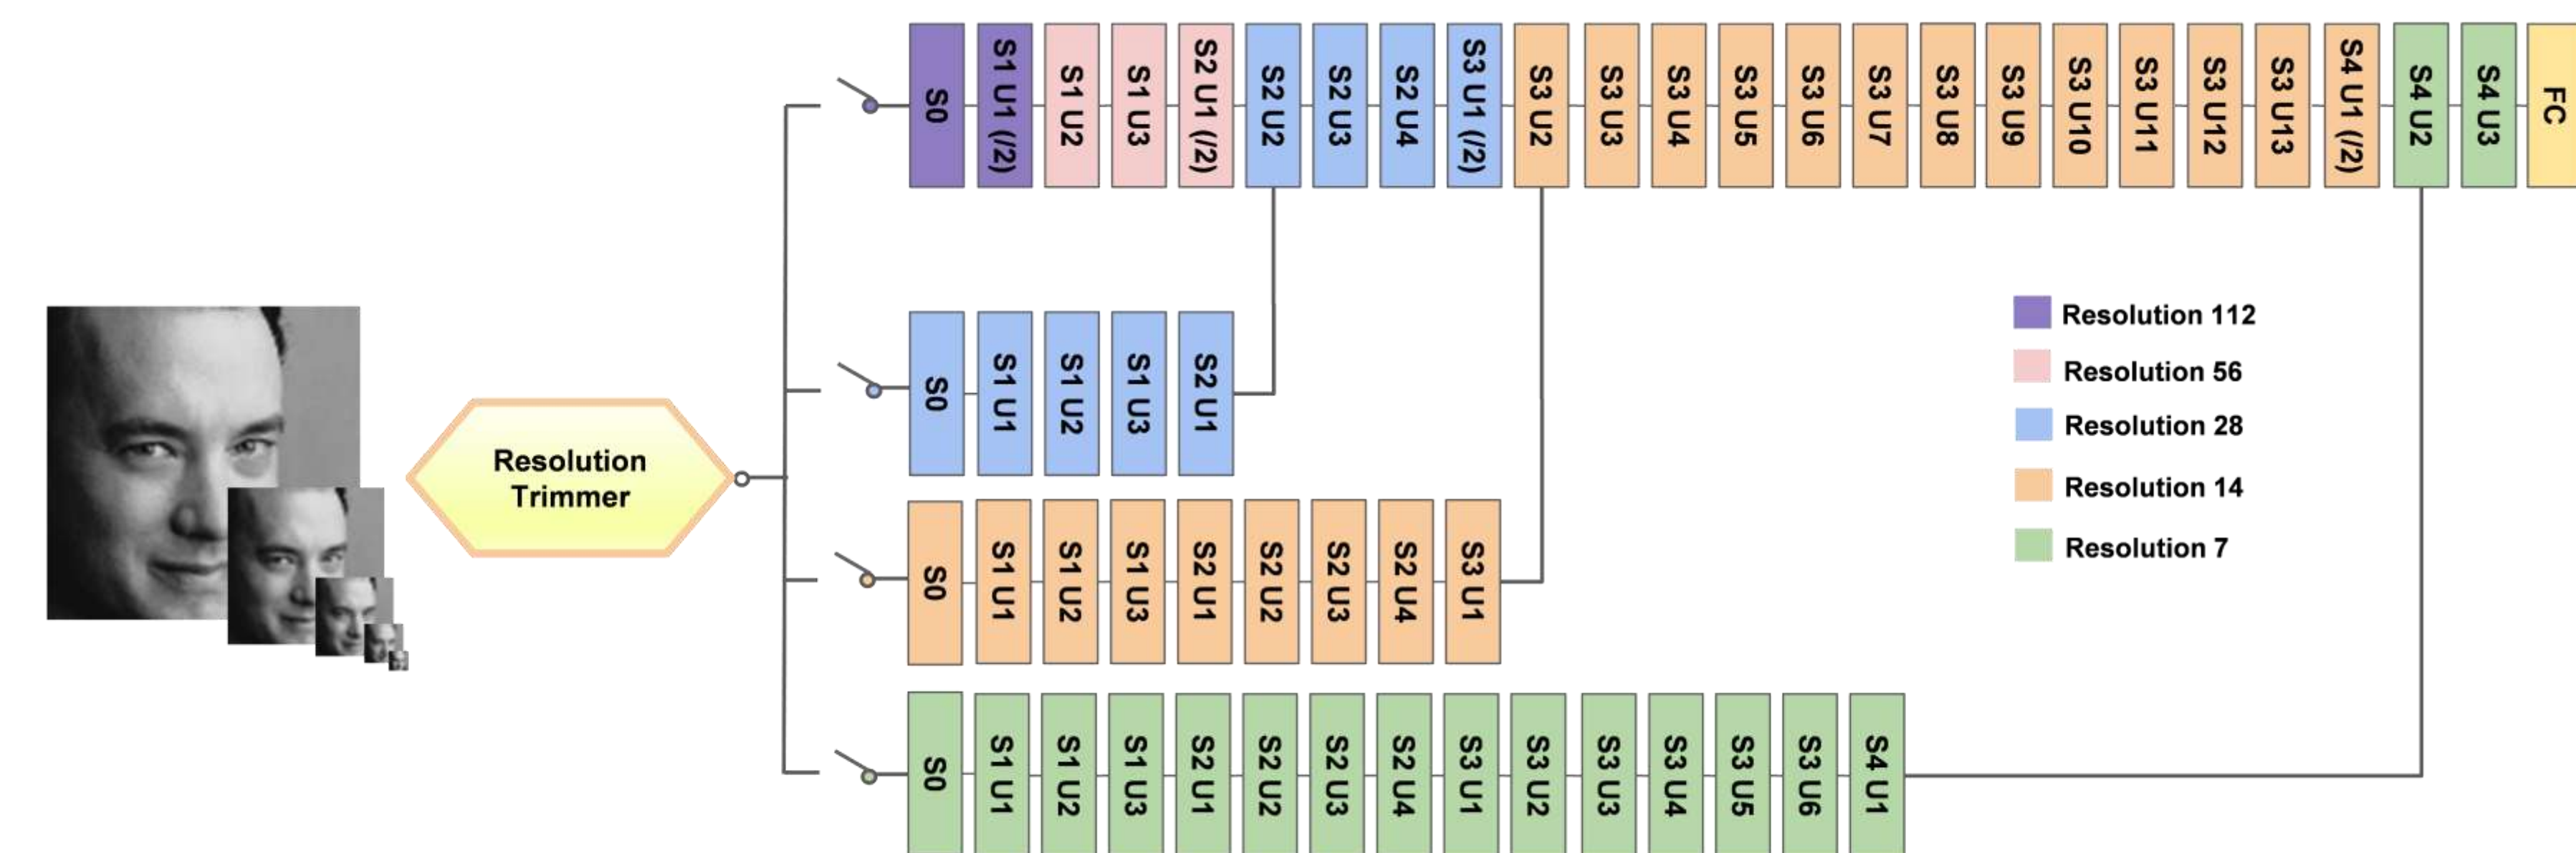 S0
S1 U1 (/2)
S1 U2
S1 U3
S2 U1 (/2)
S2 U2
S2 U3
S2 U4
S3 U1 (/2)
S3 U2
S3 U3
S3 U4
S3 U5
S3 U6
S3 U7
S3 U8
S3 U9
S3 U10
S3 U11
S3 U12
S3 U13
S4 U1 (/2)
S4 U2
S4 U3
FC
Resolution 112
Resolution 56
Resolution 28
Resolution 14
Resolution 7
Resolution
Trimmer
S0
S1 U1
S1 U2
S1 U3
S2 U1
S0
S1 U1
S1 U2
S1 U3
S2 U1
S2 U2
S2 U3
S2 U4
S3 U1
S0
S1 U1
S1 U2
S1 U3
S2 U1
S2 U2
S2 U3
S2 U4
S3 U1
S3 U2
S3 U3
S3 U4
S3 U5
S3 U6
S4 U1